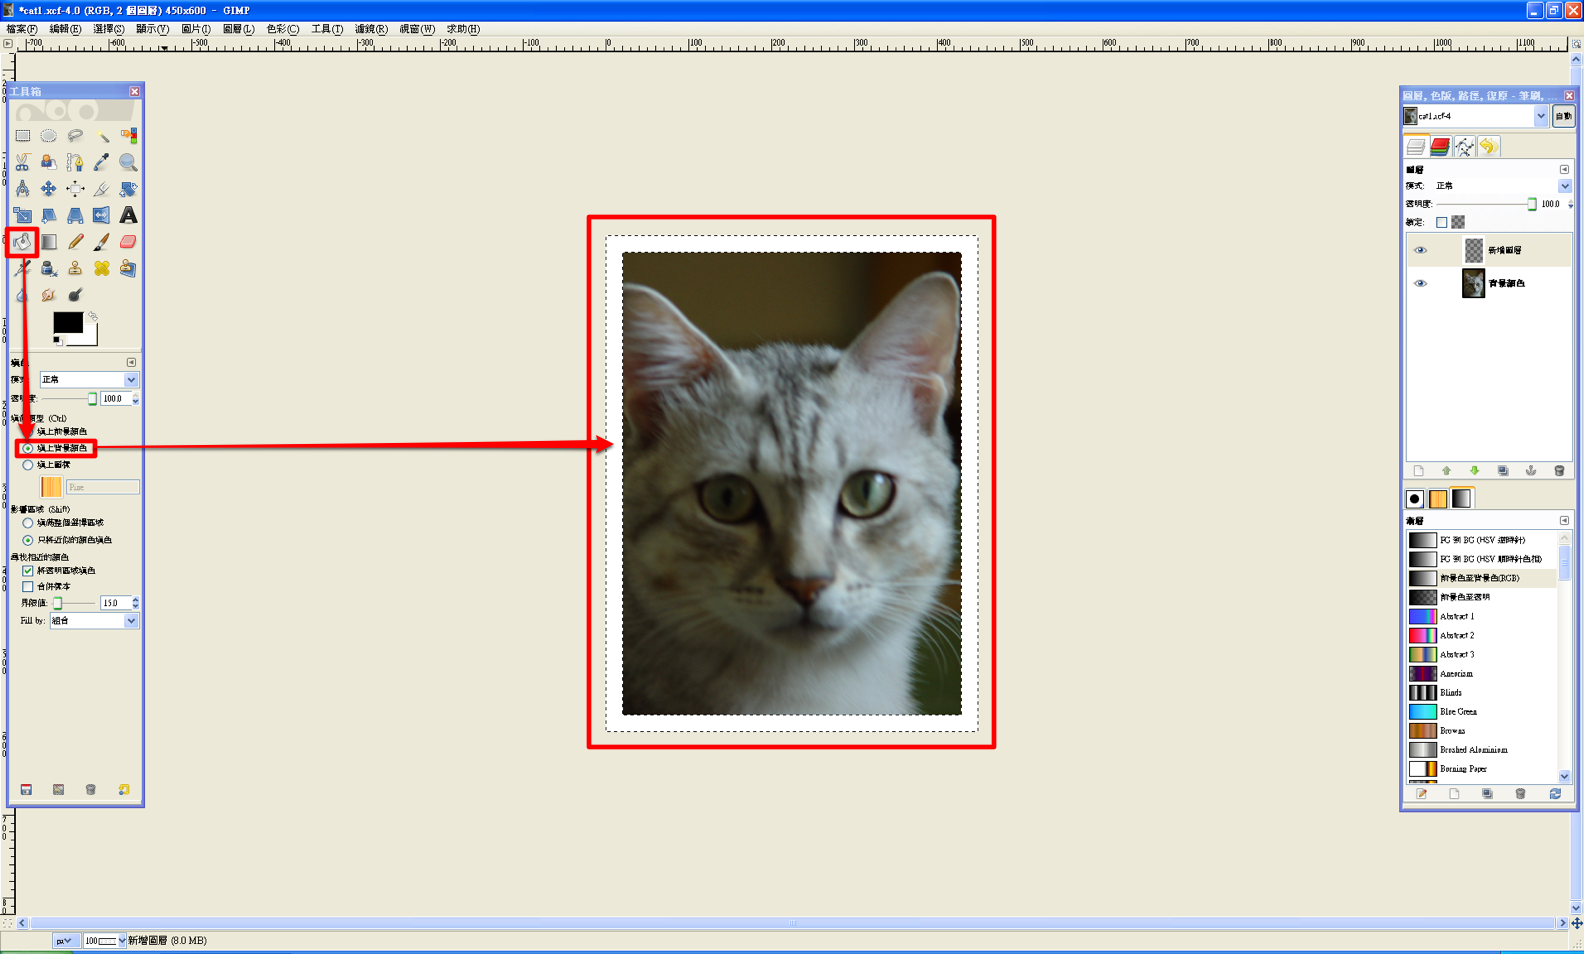 *cat1.xcf-4.0 (RGB, 2 個圖層) 450x600 – GIMP
檔案(F) 編輯(E) 選擇(S) 顯示(V) 圖片(I) 圖層(L) 色彩(C) 工具(T) 濾鏡(R) 視窗(W) 求助(H)
-700 -600 -500 -400 -300 -200 -100 0 100 200 300 400 500 600 700 800 900 1000 1100
工具箱
填色
模式: 正常
透明度: 100.0
填色類型 (Ctrl)
填上前景顏色
填上背景顏色
填上圖樣
Pine
影響區域 (Shift)
填滿整個選擇區域
只將近似的顏色填色
尋找相近的顏色
將透明區域填色
合併樣本
界限值: 15.0
Fill by: 組合
圖層, 色版, 路徑, 復原 - 筆刷, ...
cat1.xcf-4
自動
圖層
模式: 正常
透明度: 100.0
鎖定:
新增圖層
背景顏色
漸層
FG 到 BG (HSV 逆時針)
FG 到 BG (HSV 順時針色相)
前景色至背景色(RGB)
前景色至透明
Abstract 1
Abstract 2
Abstract 3
Aneurism
Blinds
Blue Green
Browns
Brushed Aluminium
Burning Paper
px 100 新增圖層 (8.0 MB)